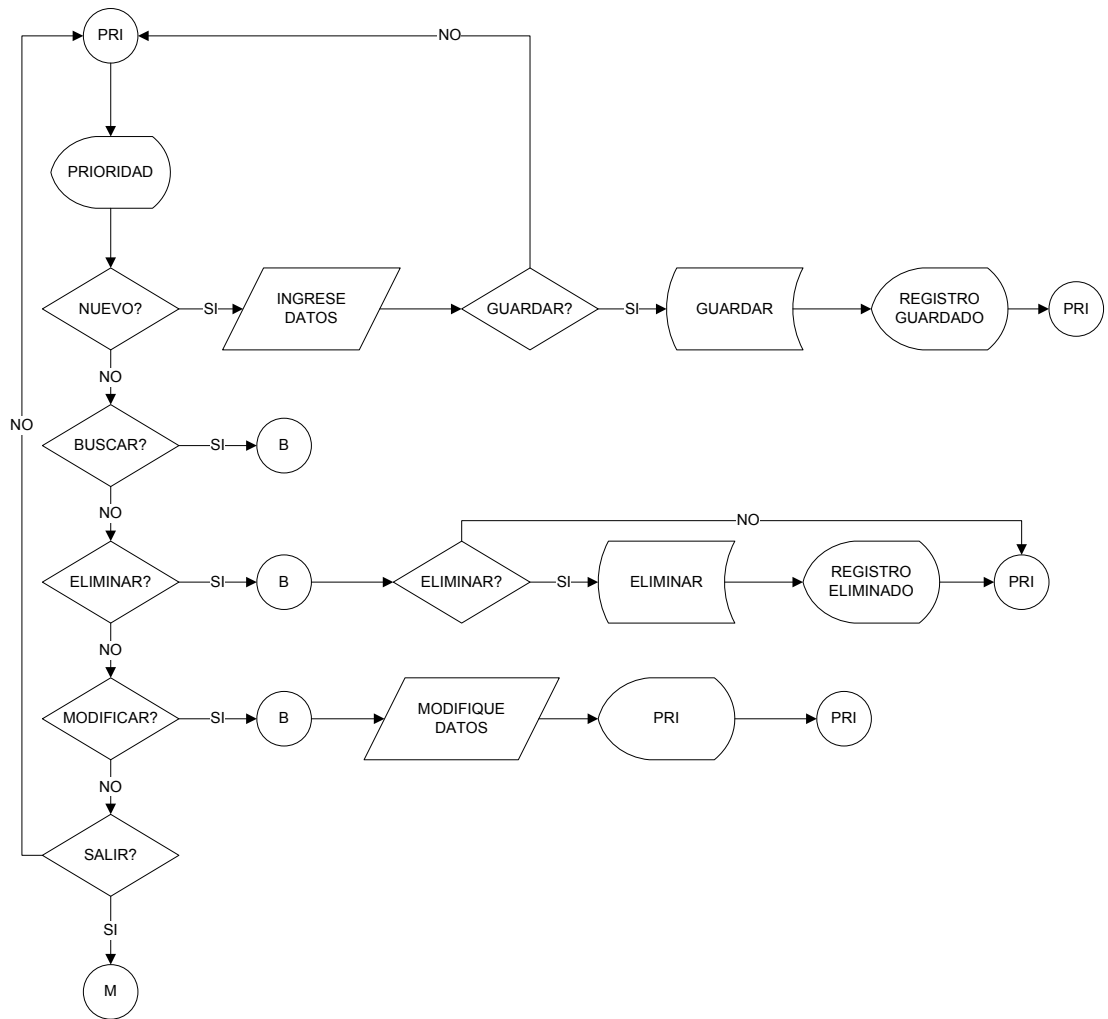 PRI
NO
PRIORIDAD
NUEVO?
SI
INGRESE
DATOS
GUARDAR?
SI
GUARDAR
REGISTRO
GUARDADO
PRI
NO
NO
BUSCAR?
SI
B
NO
NO
ELIMINAR?
SI
B
ELIMINAR?
SI
ELIMINAR
REGISTRO
ELIMINADO
PRI
NO
MODIFICAR?
SI
B
MODIFIQUE
DATOS
PRI
PRI
NO
SALIR?
SI
M